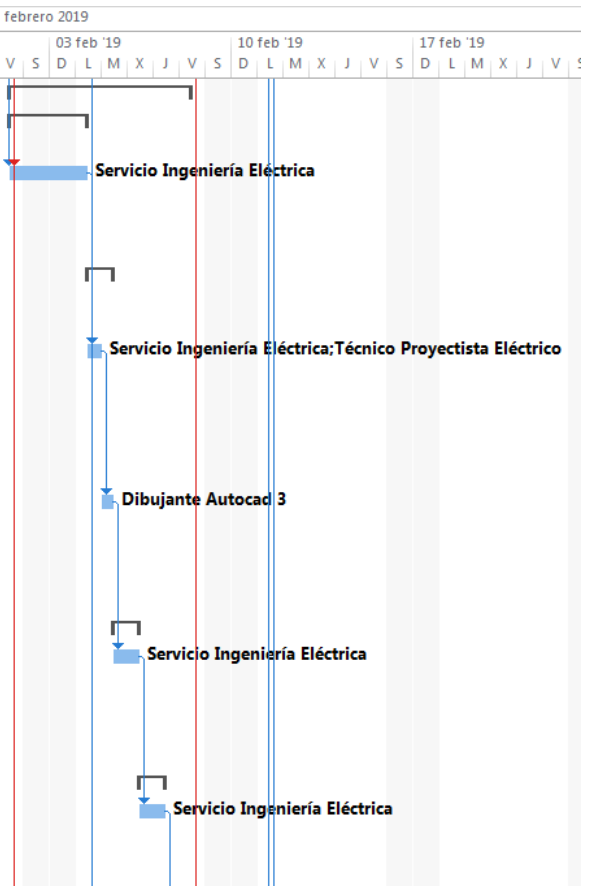 febrero 2019
03 feb '19 10 feb '19 17 feb '19
V S D L M X J V S D L M X J V S D L M X J V S
Servicio Ingeniería Eléctrica
Servicio Ingeniería Eléctrica;Técnico Proyectista Eléctrico
Dibujante Autocad 3
Servicio Ingeniería Eléctrica
Servicio Ingeniería Eléctrica